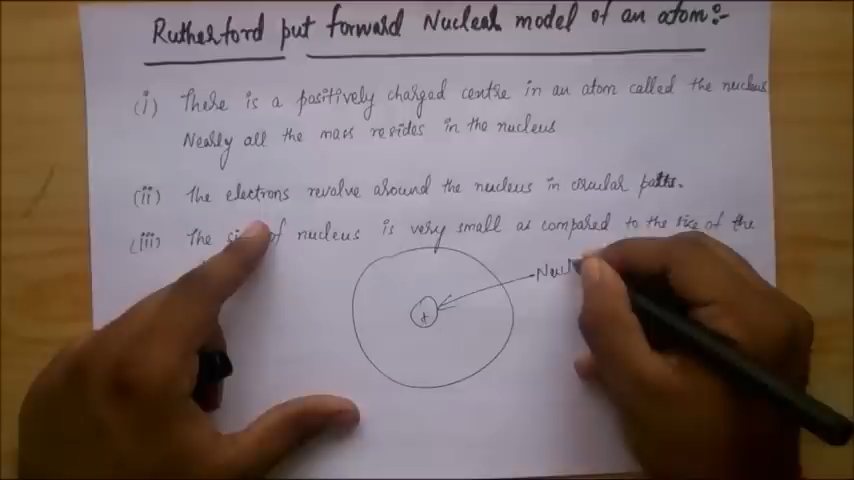 Rutherford put forward Nuclear model of an atom:-
(i) There is a positively charged centre in an atom called the nucleus
Nearly all the mass resides in the nucleus
(ii) The electrons revolve around the nucleus in circular paths.
(iii) The of nucleus is very small as compared to the size of the
+
Nucl